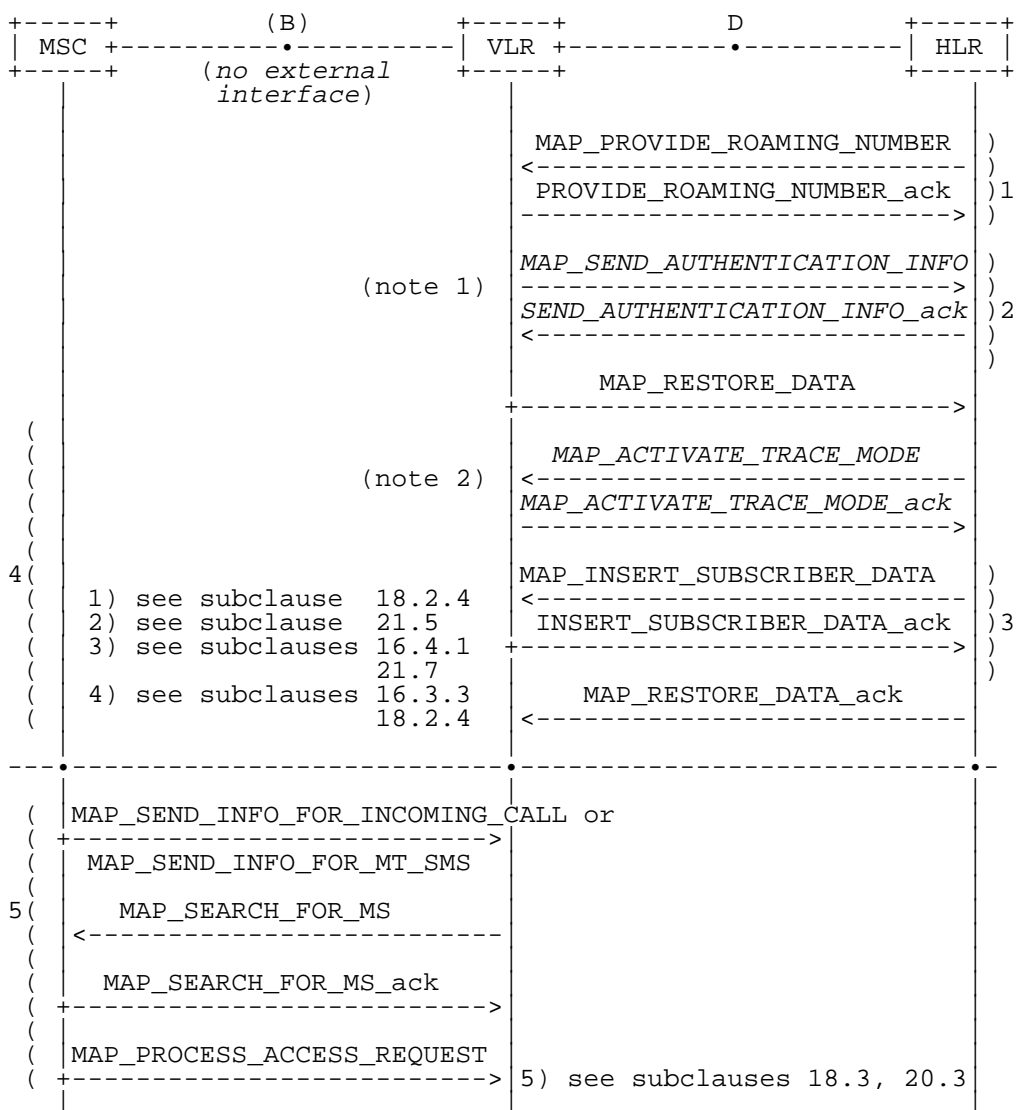 (B) D
MSC VLR HLR
(no external
interface)
MAP_PROVIDE_ROAMING_NUMBER )
)
PROVIDE_ROAMING_NUMBER_ack )1
)
MAP_SEND_AUTHENTICATION_INFO )
(note 1) )
SEND_AUTHENTICATION_INFO_ack )2
)
)
MAP_RESTORE_DATA
(
(
( MAP_ACTIVATE_TRACE_MODE
( (note 2)
( MAP_ACTIVATE_TRACE_MODE_ack
(
(
4( MAP_INSERT_SUBSCRIBER_DATA )
( 1) see subclause 18.2.4 )
( 2) see subclause 21.5 INSERT_SUBSCRIBER_DATA_ack )3
( 3) see subclauses 16.4.1 )
( 21.7 )
( 4) see subclauses 16.3.3 MAP_RESTORE_DATA_ack
( 18.2.4
( MAP_SEND_INFO_FOR_INCOMING_CALL or
(
( MAP_SEND_INFO_FOR_MT_SMS
(
5( MAP_SEARCH_FOR_MS
(
(
( MAP_SEARCH_FOR_MS_ack
(
(
( MAP_PROCESS_ACCESS_REQUEST
( 5) see subclauses 18.3, 20.3